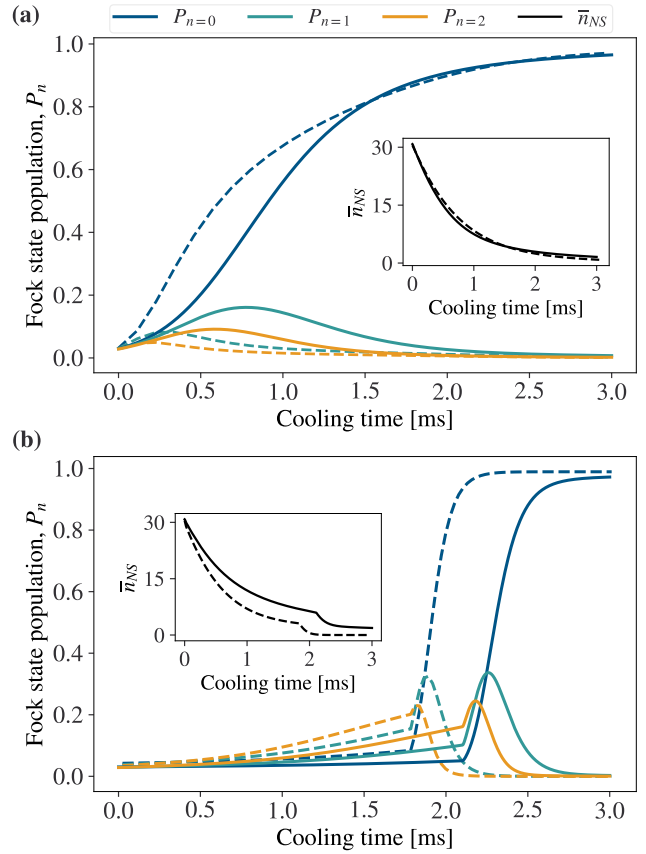 (a)
P_{n=0} P_{n=1} P_{n=2} n̅_{NS}
Fock state population, P_n
1.0
0.8
0.6
0.4
0.2
0.0
0.0 0.5 1.0 1.5 2.0 2.5 3.0
Cooling time [ms]
n̅_{NS}
30
15
0
0 1 2 3
Cooling time [ms]
(b)
Fock state population, P_n
1.0
0.8
0.6
0.4
0.2
0.0
0.0 0.5 1.0 1.5 2.0 2.5 3.0
Cooling time [ms]
n̅_{NS}
30
15
0
0 1 2 3
Cooling time [ms]